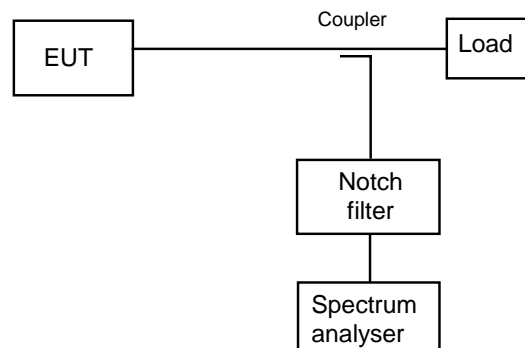 Coupler
EUT
Load
Notch
filter
Spectrum
analyser